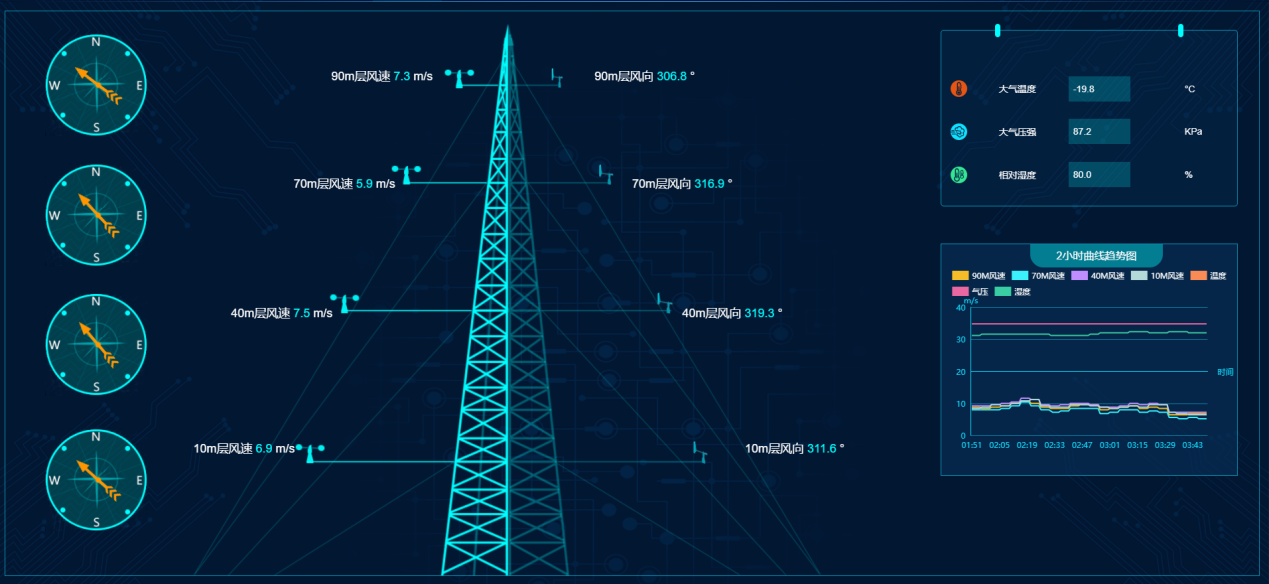 N
W E
S
N
W E
S
N
W E
S
N
W E
S
90m层风速 7.3 m/s
90m层风向 306.8 °
70m层风速 5.9 m/s
70m层风向 316.9 °
40m层风速 7.5 m/s
40m层风向 319.3 °
10m层风速 6.9 m/s
10m层风向 311.6 °
大气温度 -19.8 °C
大气压强 87.2 KPa
相对湿度 80.0 %
2小时曲线趋势图
90M风速 70M风速 40M风速 10M风速 温度
气压 湿度
m/s
40
30
20
10
0
时间
01:51 02:05 02:19 02:33 02:47 03:01 03:15 03:29 03:43